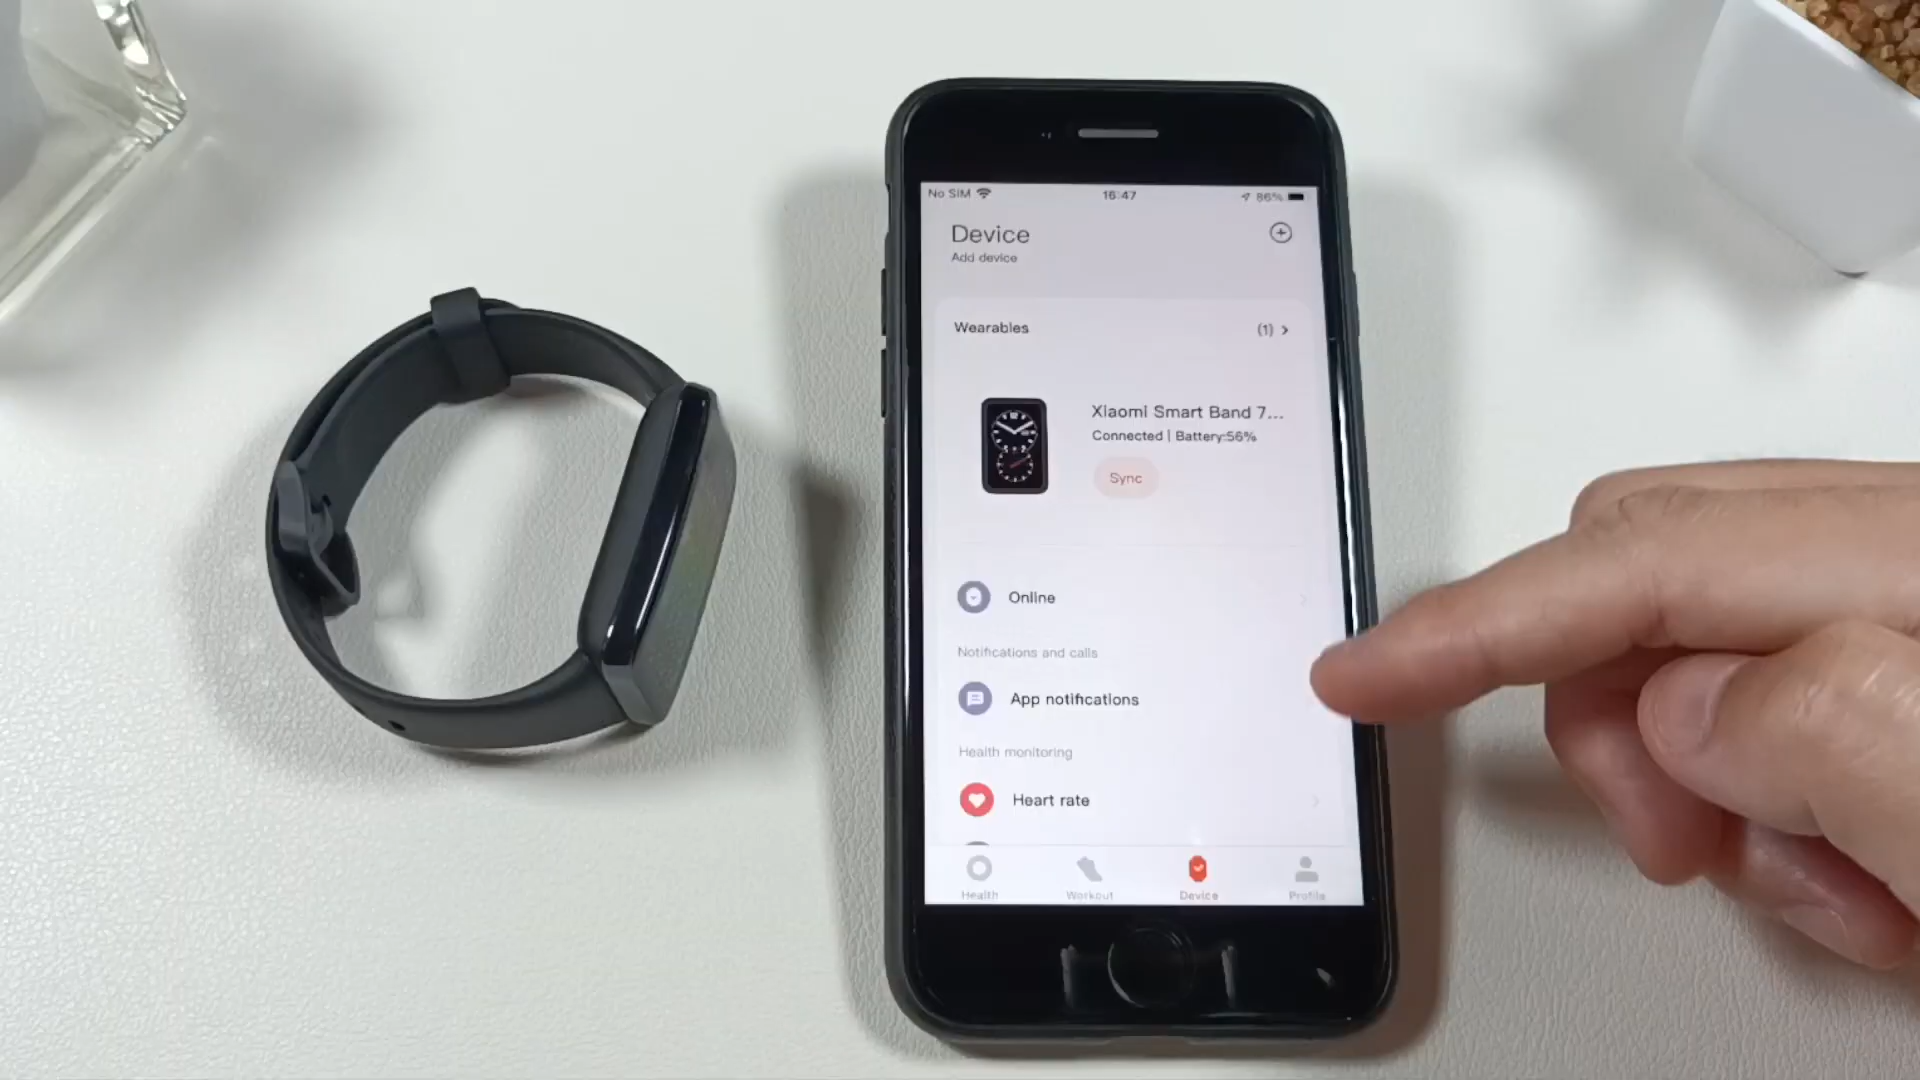 No SIM
16:47
86%
Device
Add device
Wearables
(1)
Xiaomi Smart Band 7...
Connected | Battery:56%
Sync
Online
Notifications and calls
App notifications
Health monitoring
Heart rate
Health
Workout
Device
Profile